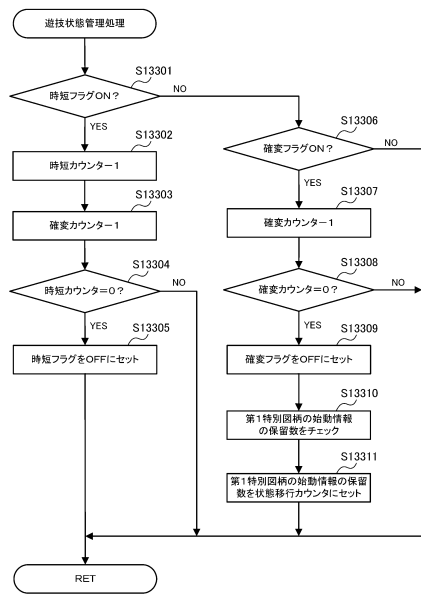 遊技状態管理処理
S13301
時短フラグON?
NO
YES
S13302
時短カウンター1
S13303
確変カウンター1
S13304
時短カウンタ=0?
NO
YES
S13305
時短フラグをOFFにセット
S13306
確変フラグON?
NO
YES
S13307
確変カウンター1
S13308
確変カウンタ=0?
NO
YES
S13309
確変フラグをOFFにセット
S13310
第1特別図柄の始動情報
の保留数をチェック
S13311
第1特別図柄の始動情報の保留
数を状態移行カウンタにセット
RET